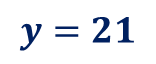 y = 21